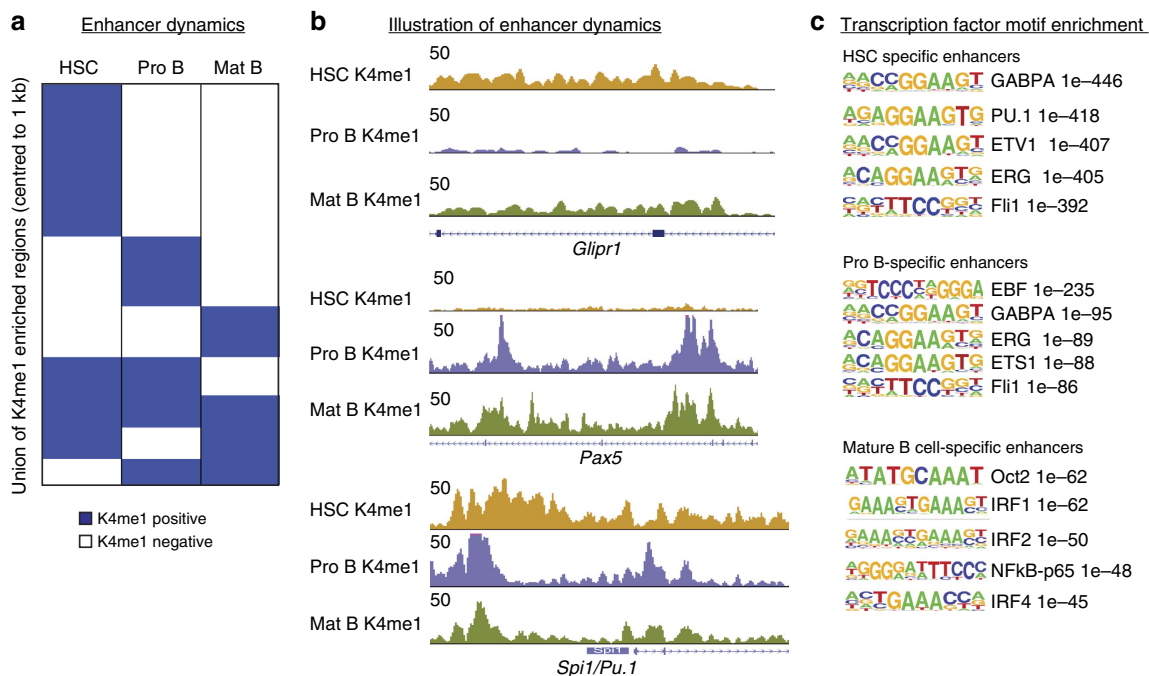 a Enhancer dynamics
HSC Pro B Mat B
Union of K4me1 enriched regions (centred to 1 kb)
K4me1 positive
K4me1 negative
b Illustration of enhancer dynamics
50
HSC K4me1
50
Pro B K4me1
50
Mat B K4me1
Glipr1
50
HSC K4me1
50
Pro B K4me1
50
Mat B K4me1
Pax5
50
HSC K4me1
50
Pro B K4me1
50
Mat B K4me1
Spi1
Spi1/Pu.1
c Transcription factor motif enrichment
HSC specific enhancers
GABPA 1e–446
PU.1 1e–418
ETV1 1e–407
ERG 1e–405
Fli1 1e–392
Pro B-specific enhancers
EBF 1e–235
GABPA 1e–95
ERG 1e–89
ETS1 1e–88
Fli1 1e–86
Mature B cell-specific enhancers
Oct2 1e–62
IRF1 1e–62
IRF2 1e–50
NFkB-p65 1e–48
IRF4 1e–45